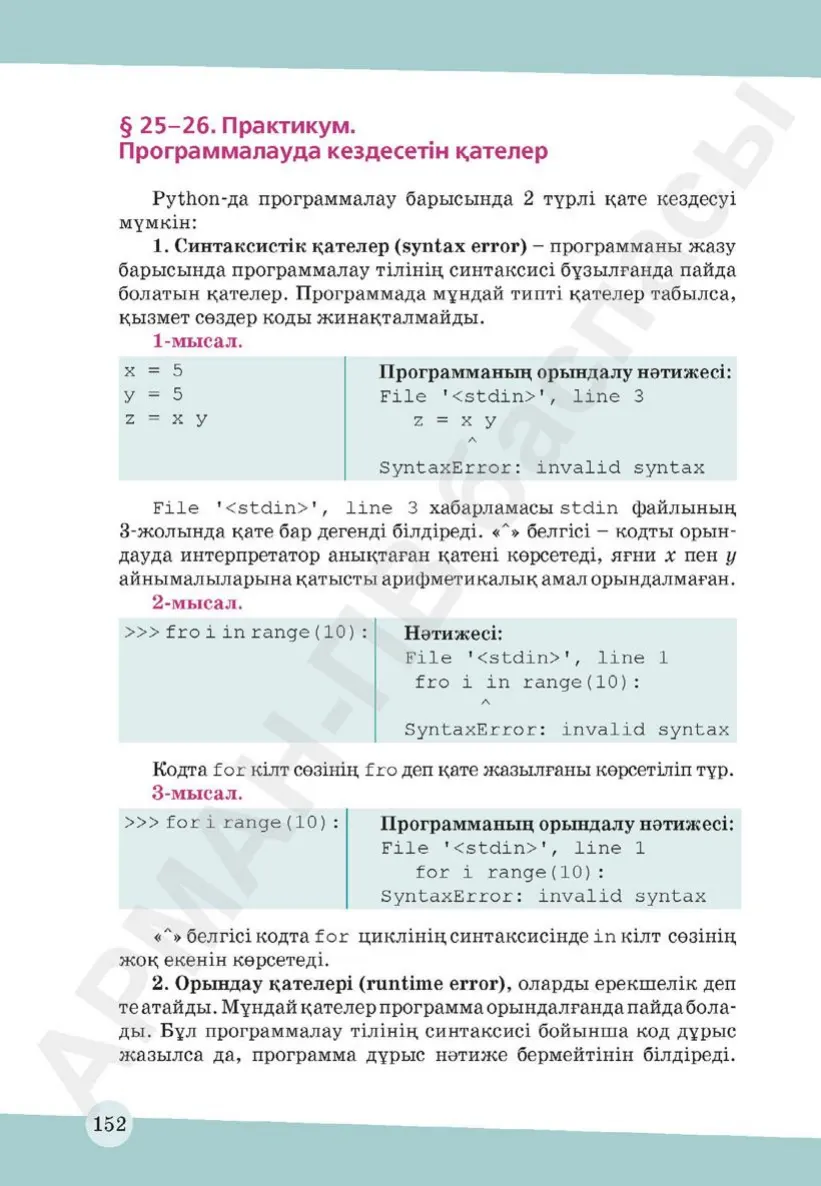 § 25–26. Практикум.
Программалауда кездесетін қателер
Python-да программалау барысында 2 түрлі қате кездесуі
мүмкін:
1. Синтаксистік қателер (syntax error) – программаны жазу
барысында программалау тілінің синтаксисі бұзылғанда пайда
болатын қателер. Программада мұндай типті қателер табылса,
қызмет сөздер коды жинақталмайды.
1-мысал.
x = 5
y = 5
z = x y
Программаның орындалу нәтижесі:
File '<stdin>', line 3
z = x y
^
SyntaxError: invalid syntax
File '<stdin>', line 3 хабарламасы stdin файлының
3-жолында қате бар дегенді білдіреді. «^» белгісі – кодты орын-
дауда интерпретатор анықтаған қатені көрсетеді, яғни x пен y
айнымалыларына қатысты арифметикалық амал орындалмаған.
2-мысал.
>>> fro i in range(10):
Нәтижесі:
File '<stdin>', line 1
fro i in range(10):
^
SyntaxError: invalid syntax
Кодта for кілт сөзінің fro деп қате жазылғаны көрсетіліп тұр.
3-мысал.
>>> for i range(10):
Программаның орындалу нәтижесі:
File '<stdin>', line 1
for i range(10):
SyntaxError: invalid syntax
«^» белгісі кодта for циклінің синтаксисінде in кілт сөзінің
жоқ екенін көрсетеді.
2. Орындау қателері (runtime error), оларды ерекшелік деп
те атайды. Мұндай қателер программа орындалғанда пайда бола-
ды. Бұл программалау тілінің синтаксисі бойынша код дұрыс
жазылса да, программа дұрыс нәтиже бермейтінін білдіреді.
152
АРМАН-ПВ баспасы